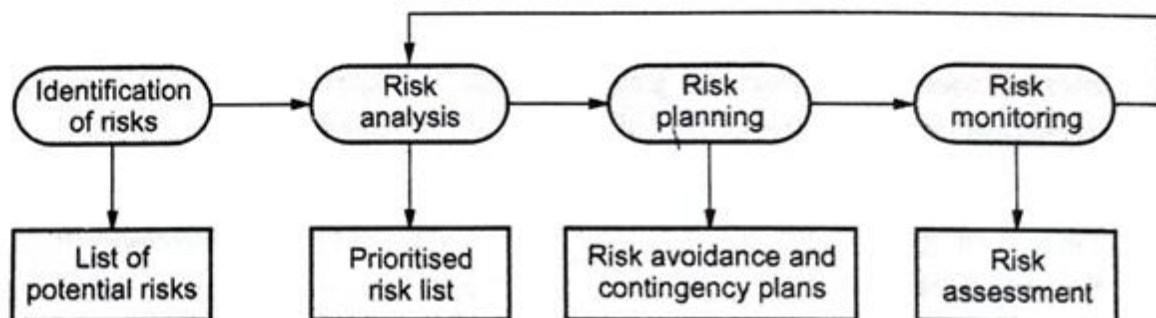 Identification
of risks
Risk
analysis
Risk
planning
Risk
monitoring
List of
potential risks
Prioritised
risk list
Risk avoidance and
contingency plans
Risk
assessment